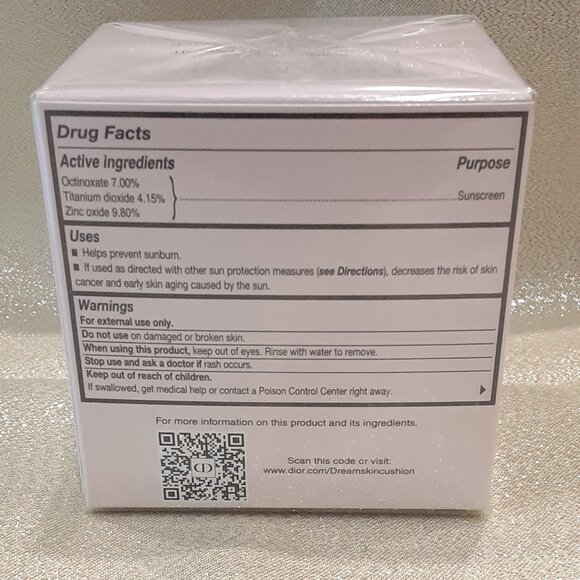 Drug Facts
Active ingredients Purpose
Octinoxate 7.00%
Titanium dioxide 4.15% Sunscreen
Zinc oxide 9.80%
Uses
■ Helps prevent sunburn.
■ If used as directed with other sun protection measures (see Directions), decreases the risk of skin
cancer and early skin aging caused by the sun.
Warnings
For external use only.
Do not use on damaged or broken skin.
When using this product, keep out of eyes. Rinse with water to remove.
Stop use and ask a doctor if rash occurs.
Keep out of reach of children.
If swallowed, get medical help or contact a Poison Control Center right away.
For more information on this product and its ingredients.
Scan this code or visit:
www.dior.com/Dreamskincushion
CD